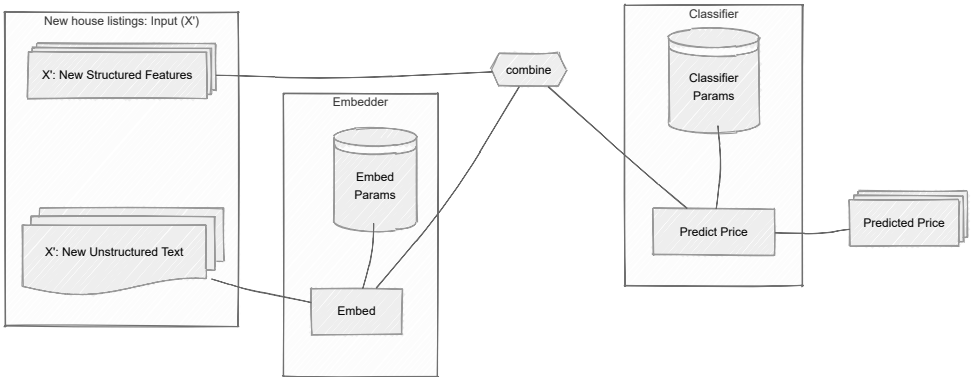 New house listings: Input (X')
X': New Structured Features
X': New Unstructured Text
Embedder
Embed
Params
Embed
combine
Classifier
Classifier
Params
Predict Price
Predicted Price